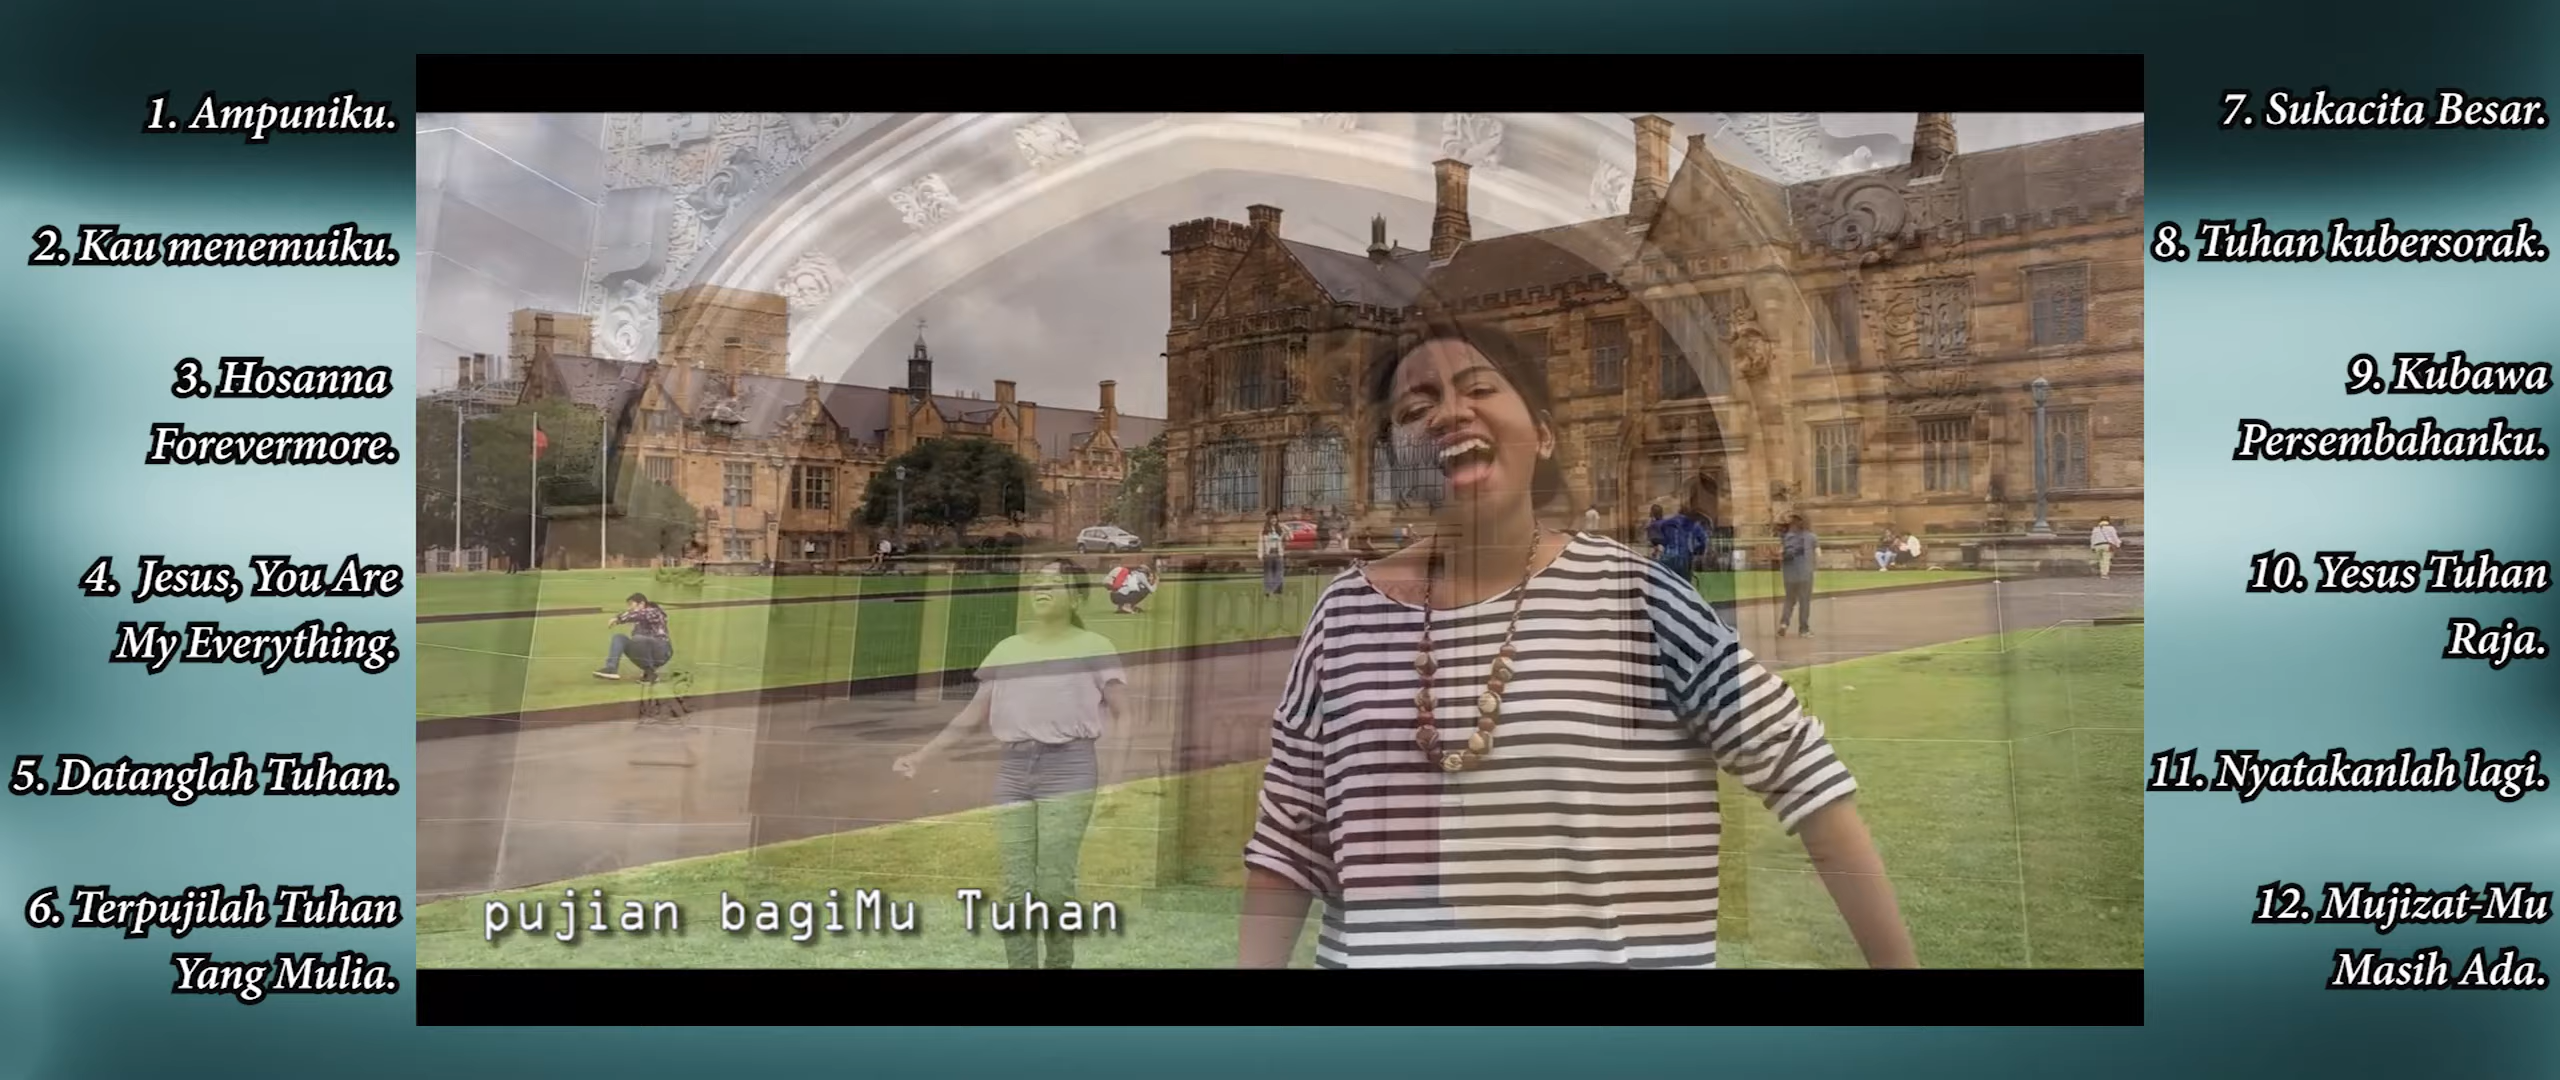 1. Ampuniku.
2. Kau menemuiku.
3. Hosanna
Forevermore.
4. Jesus, You Are
My Everything.
5. Datanglah Tuhan.
6. Terpujilah Tuhan
Yang Mulia.
pujian bagiMu Tuhan
7. Sukacita Besar.
8. Tuhan kubersorak.
9. Kubawa
Persembahanku.
10. Yesus Tuhan
Raja.
11. Nyatakanlah lagi.
12. Mujizat-Mu
Masih Ada.